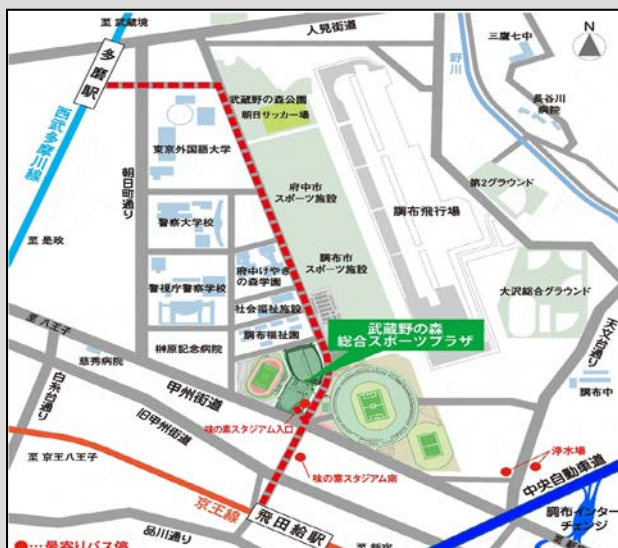 至 武蔵境
人見街道
N
多磨駅
三鷹七中
野川
長谷川
病院
武蔵野の森公園
朝日サッカー場
西武多摩川線
東京外国語大学
朝日町通り
府中市
スポーツ施設
第2グラウンド
調布飛行場
警察大学校
至 是政
府中けやき
の森学園
調布市
スポーツ施設
警視庁警察学校
大沢総合グラウンド
社会福祉施設
武蔵野の森
総合スポーツプラザ
天文台通り
至 八王子
調布福祉園
榊原記念病院
慈秀病院
調布中
白糸台通り
甲州街道
味の素スタジアム入口
旧甲州街道
浄水場
至 京王八王子
味の素スタジアム南
中央自動車道
京王線
飛田給駅
調布インター
チェンジ
品川通り
至 新宿
●…最寄りバス停